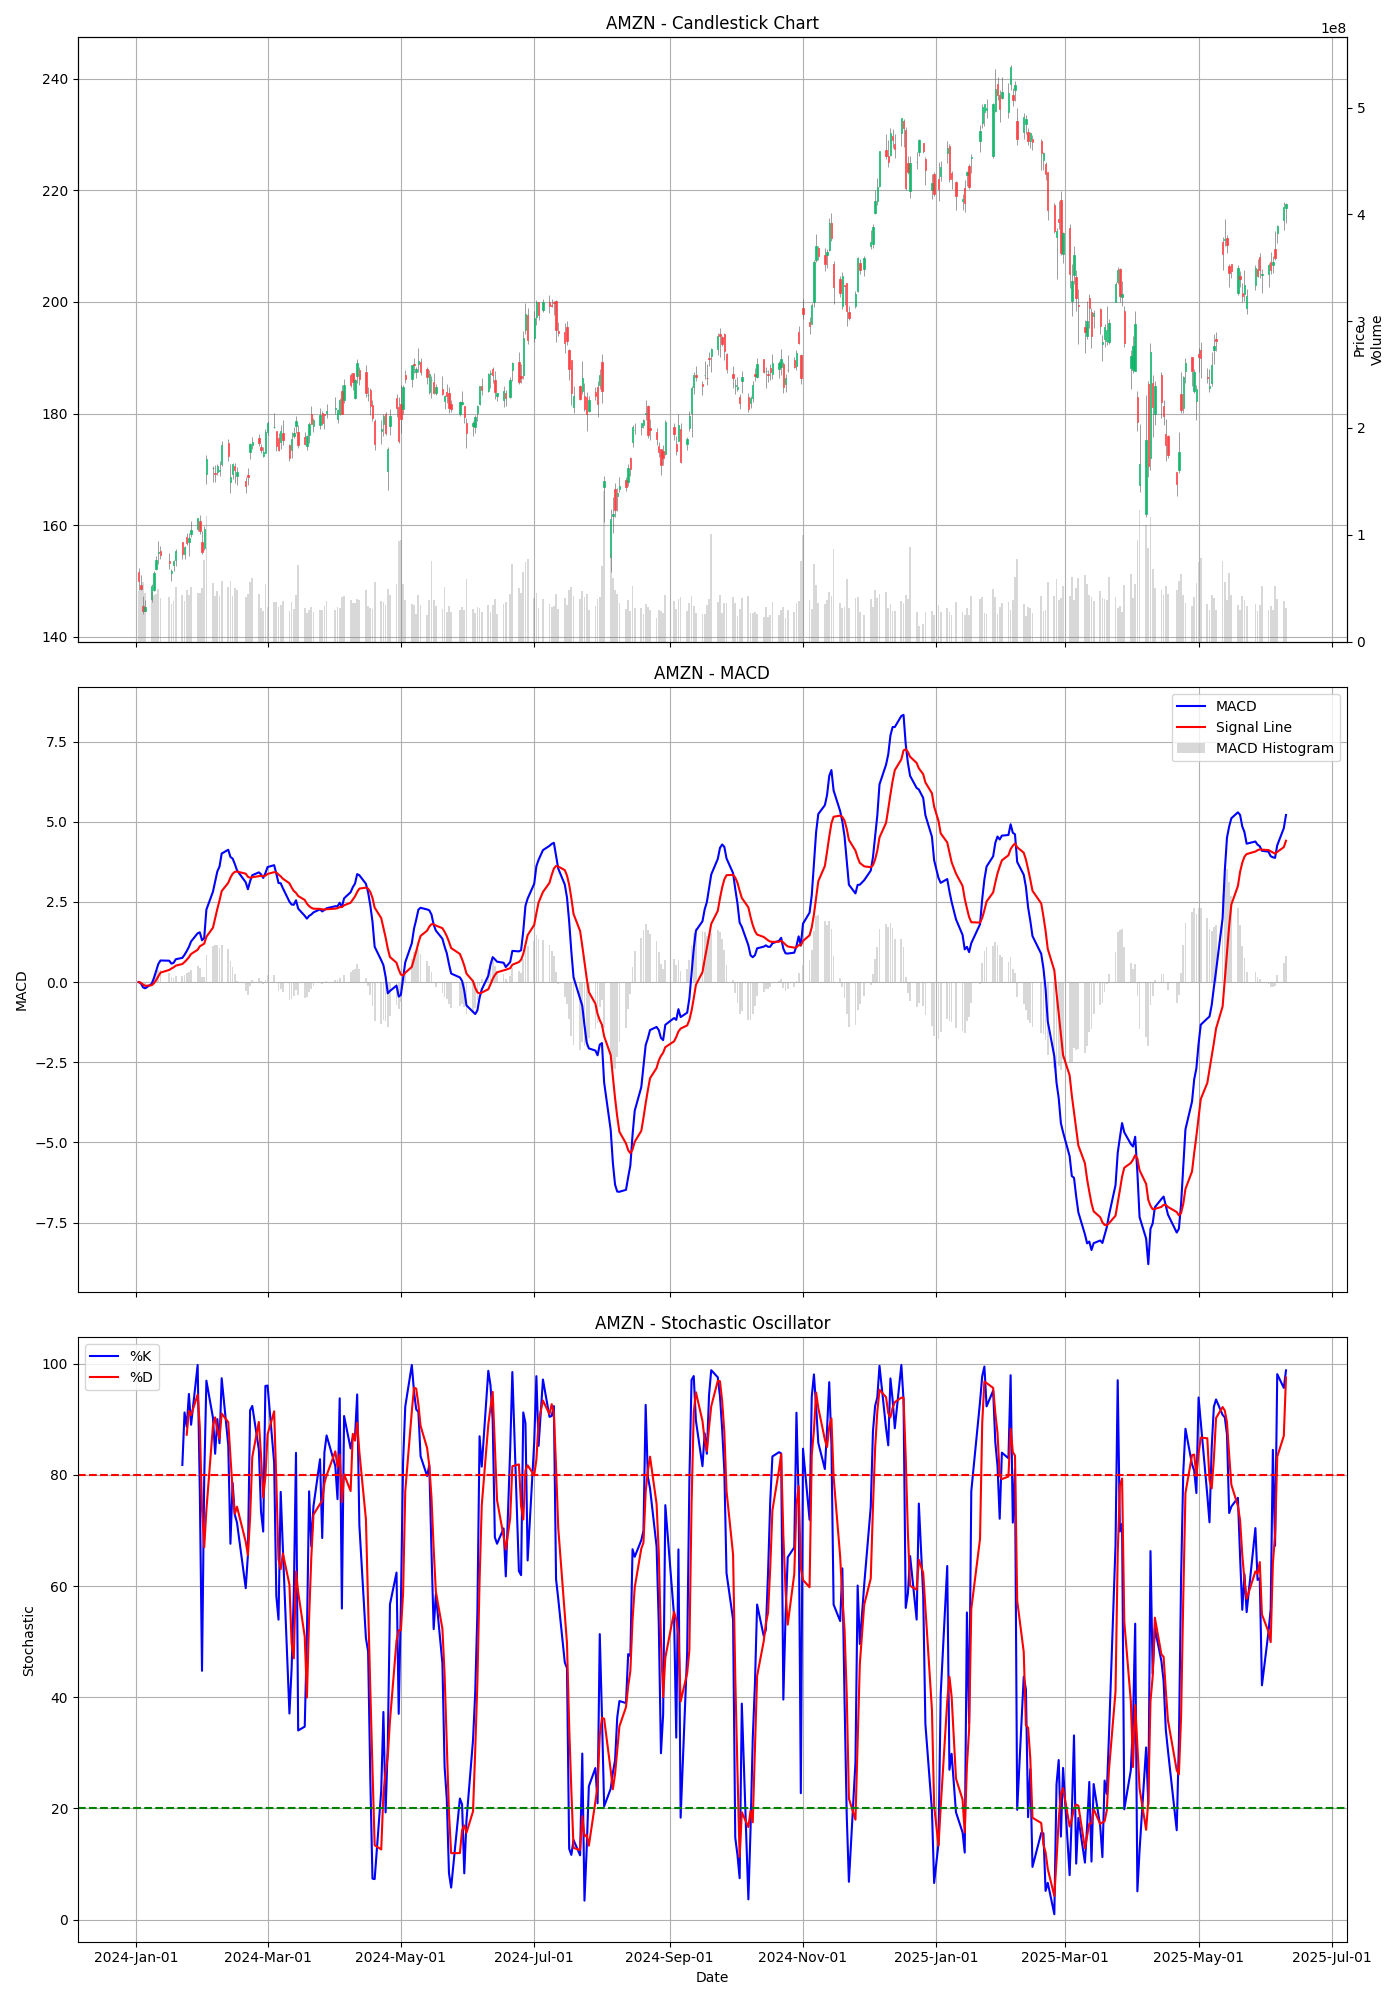 AMZN - Candlestick Chart
1e8
240
220
200
180
160
140
5
4
3
2
1
0
Price
Volume
AMZN - MACD
MACD
Signal Line
MACD Histogram
7.5
5.0
2.5
0.0
−2.5
−5.0
−7.5
MACD
AMZN - Stochastic Oscillator
%K
%D
100
80
60
40
20
0
Stochastic
2024-Jan-01 2024-Mar-01 2024-May-01 2024-Jul-01 2024-Sep-01 2024-Nov-01 2025-Jan-01 2025-Mar-01 2025-May-01 2025-Jul-01
Date